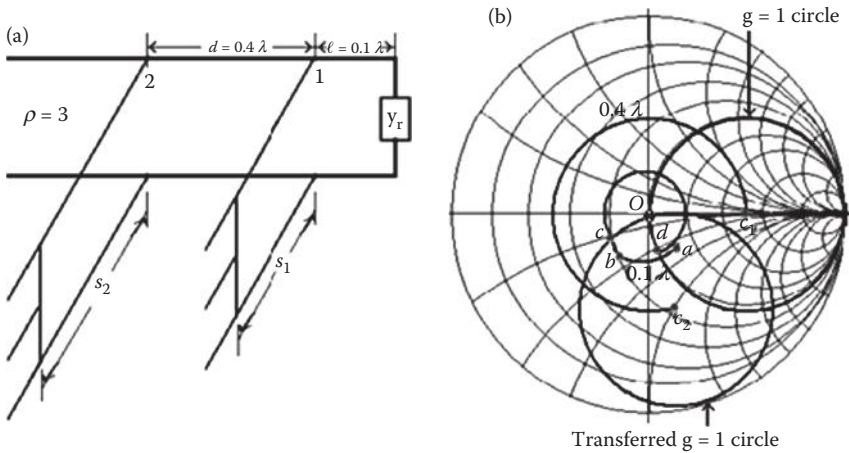 (a)
d = 0.4 λ
ℓ = 0.1 λ
2
1
ρ = 3
y_r
s_2
s_1
(b)
g = 1 circle
0.4 λ
O
c_1
d
c
a
b
0.1 λ
c_2
Transferred g = 1 circle